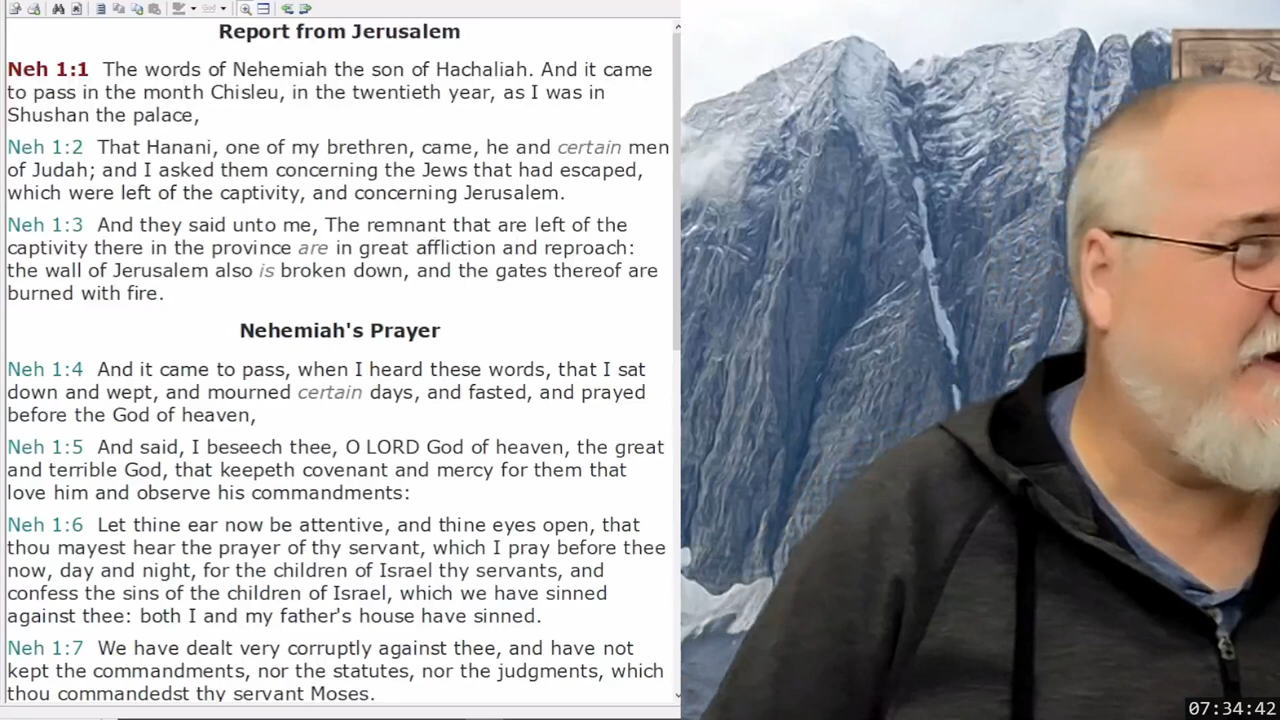 Report from Jerusalem
Neh 1:1 The words of Nehemiah the son of Hachaliah. And it came
to pass in the month Chisleu, in the twentieth year, as I was in
Shushan the palace,
Neh 1:2 That Hanani, one of my brethren, came, he and certain men
of Judah; and I asked them concerning the Jews that had escaped,
which were left of the captivity, and concerning Jerusalem.
Neh 1:3 And they said unto me, The remnant that are left of the
captivity there in the province are in great affliction and reproach:
the wall of Jerusalem also is broken down, and the gates thereof are
burned with fire.
Nehemiah's Prayer
Neh 1:4 And it came to pass, when I heard these words, that I sat
down and wept, and mourned certain days, and fasted, and prayed
before the God of heaven,
Neh 1:5 And said, I beseech thee, O LORD God of heaven, the great
and terrible God, that keepeth covenant and mercy for them that
love him and observe his commandments:
Neh 1:6 Let thine ear now be attentive, and thine eyes open, that
thou mayest hear the prayer of thy servant, which I pray before thee
now, day and night, for the children of Israel thy servants, and
confess the sins of the children of Israel, which we have sinned
against thee: both I and my father's house have sinned.
Neh 1:7 We have dealt very corruptly against thee, and have not
kept the commandments, nor the statutes, nor the judgments, which
thou commandedst thy servant Moses.
07:34:42